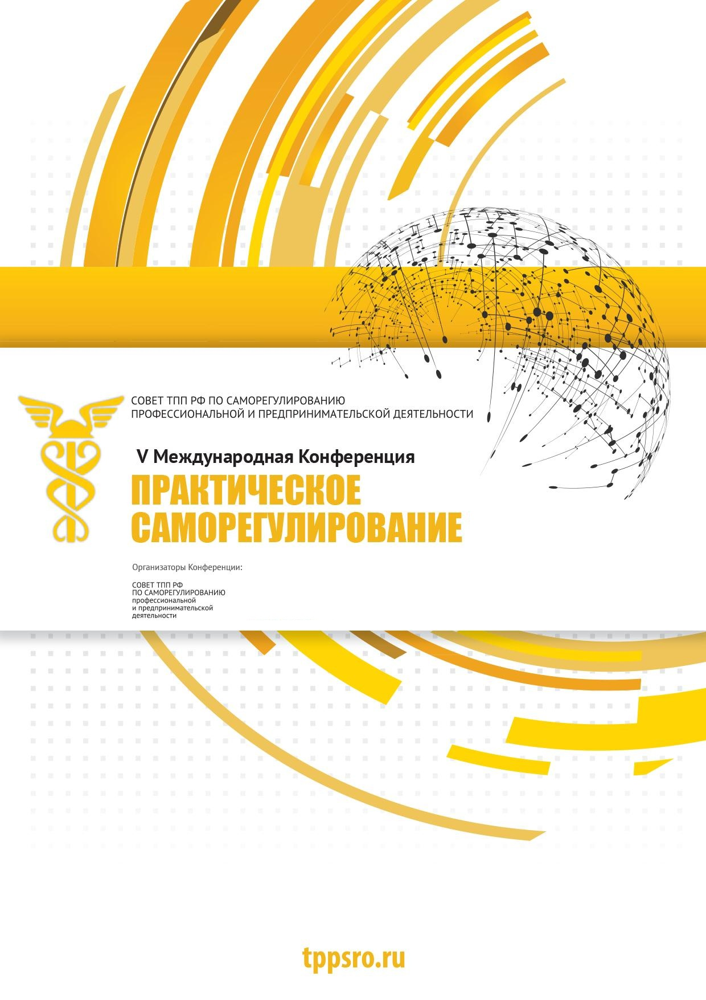 СОВЕТ ТПП РФ ПО САМОРЕГУЛИРОВАНИЮ
ПРОФЕССИОНАЛЬНОЙ И ПРЕДПРИНИМАТЕЛЬСКОЙ ДЕЯТЕЛЬНОСТИ
V Международная Конференция
ПРАКТИЧЕСКОЕ
САМОРЕГУЛИРОВАНИЕ
Организаторы Конференции:
СОВЕТ ТПП РФ
ПО САМОРЕГУЛИРОВАНИЮ
профессиональной
и предпринимательской
деятельности
tppsro.ru